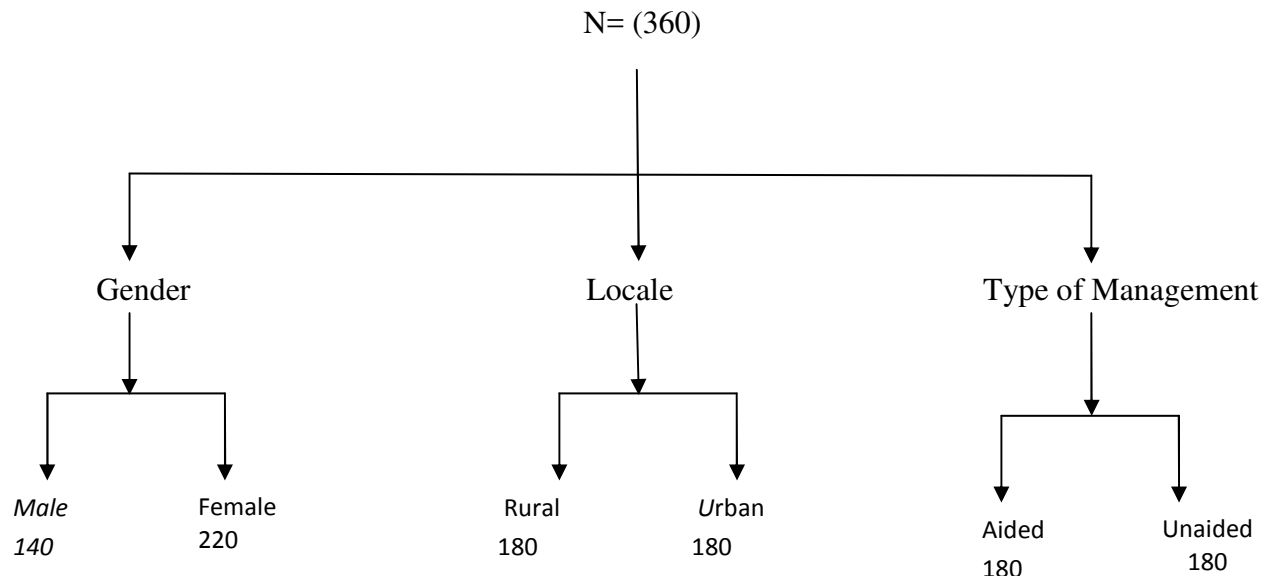 N= (360)
Gender
Locale
Type of Management
Male
140
Female
220
Rural
180
Urban
180
Aided
180
Unaided
180